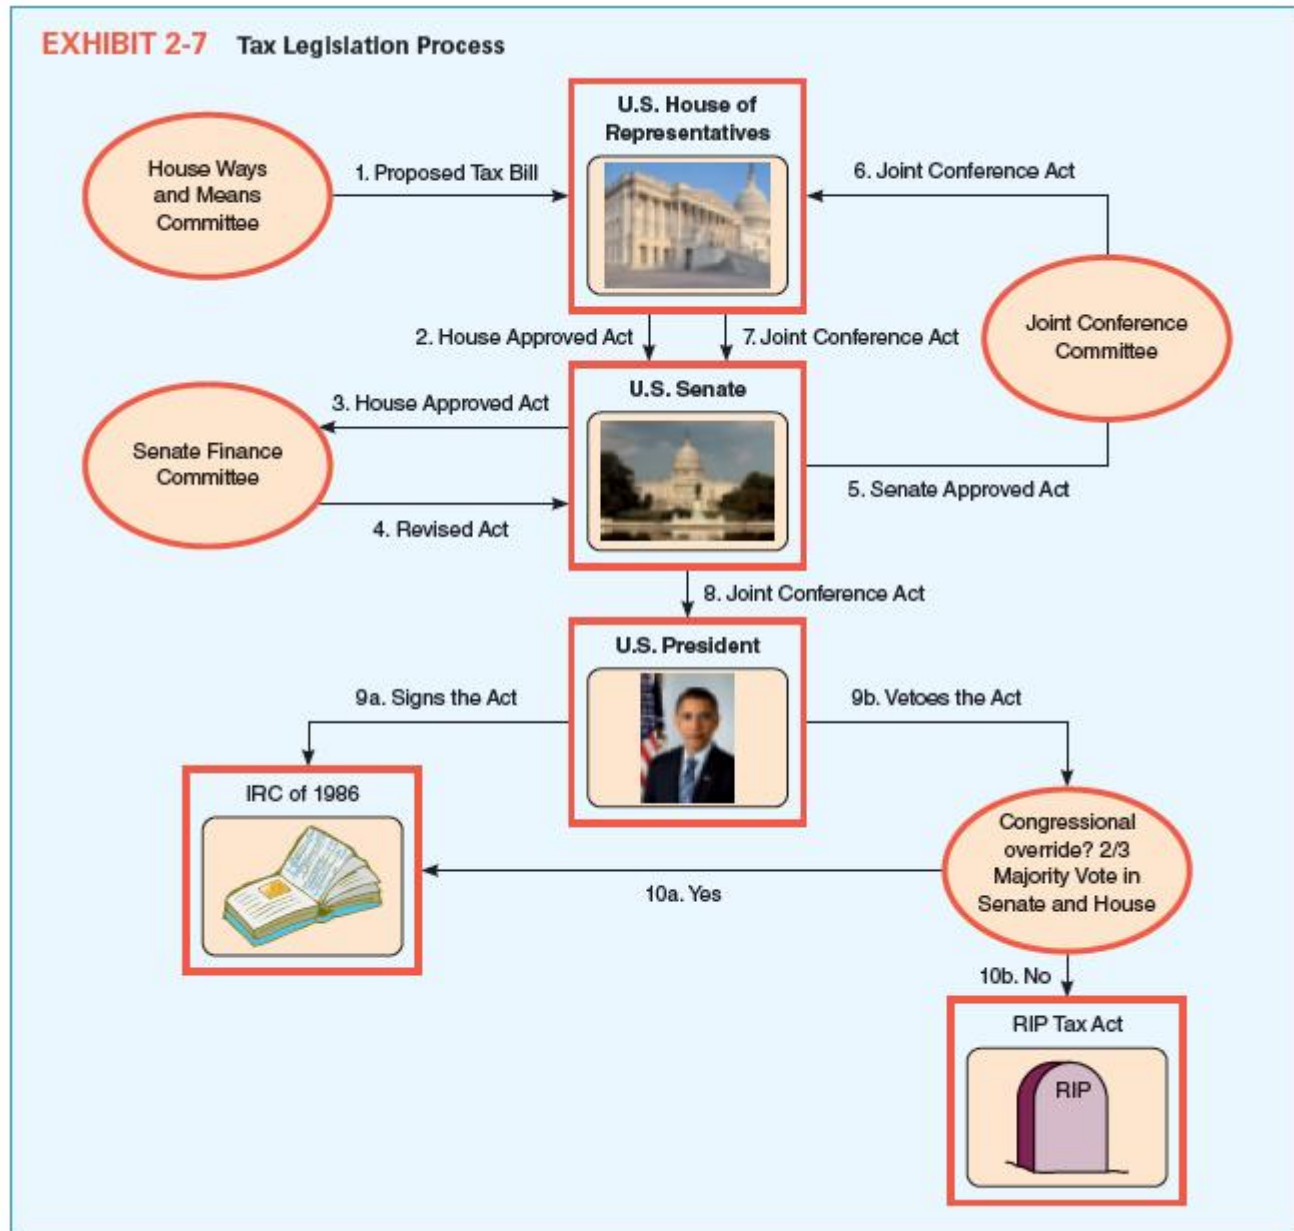 EXHIBIT 2-7 Tax Legislation Process
U.S. House of
Representatives
House Ways
and Means
Committee
1. Proposed Tax Bill
6. Joint Conference Act
Joint Conference
Committee
2. House Approved Act
7. Joint Conference Act
U.S. Senate
3. House Approved Act
Senate Finance
Committee
4. Revised Act
5. Senate Approved Act
8. Joint Conference Act
U.S. President
9a. Signs the Act
9b. Vetoes the Act
IRC of 1986
Congressional
override? 2/3
Majority Vote in
Senate and House
10a. Yes
10b. No
RIP Tax Act
RIP